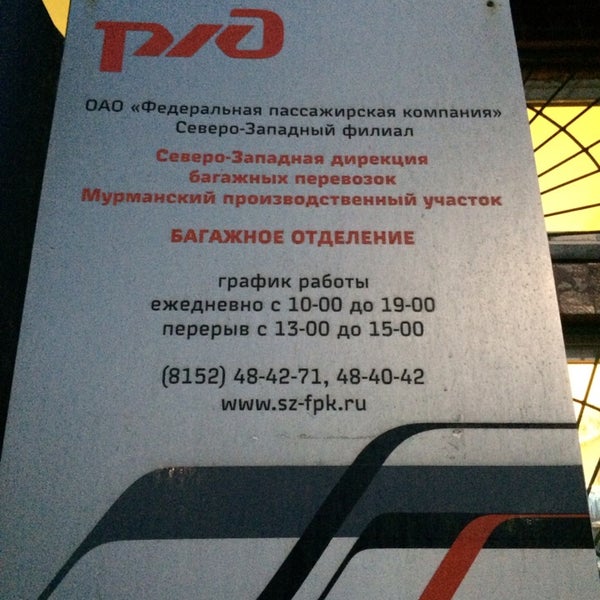 ржд
ОАО «Федеральная пассажирская компания»
Северо-Западный филиал
Северо-Западная дирекция
багажных перевозок
Мурманский производственный участок
БАГАЖНОЕ ОТДЕЛЕНИЕ
график работы
ежедневно с 10-00 до 19-00
перерыв с 13-00 до 15-00
(8152) 48-42-71, 48-40-42
www.sz-fpk.ru